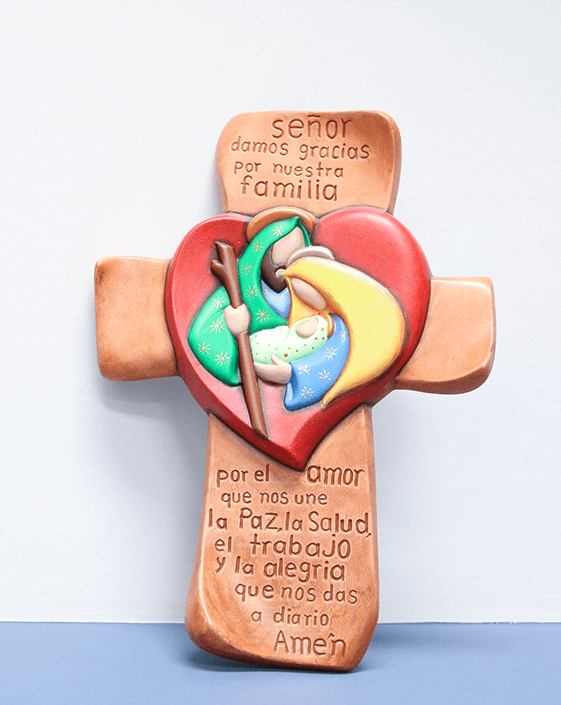 señor
damos gracias
por nuestra
familia
por el amor
que nos une
la Paz, la Salud,
el trabajo
y la alegria
que nos das
a diario
Amén